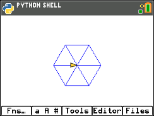 PYTHON SHELL
Fns… a A # Tools Editor Files